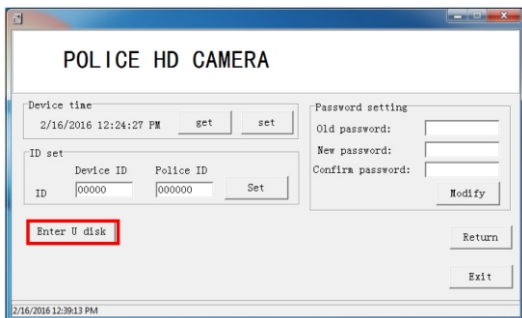 POLICE HD CAMERA
Device time
2/16/2016 12:24:27 PM get set
ID set
Device ID Police ID
ID 00000 000000 Set
Enter U disk
Password setting
Old password:
New password:
Confirm password:
Modify
Return
Exit
2/16/2016 12:39:13 PM